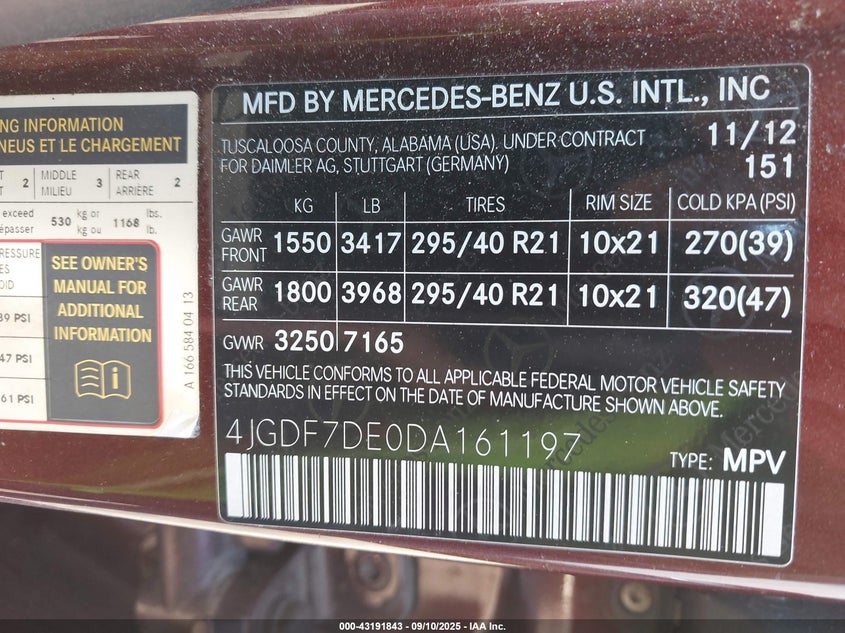 NG INFORMATION
NEUS ET LE CHARGEMENT
2 MIDDLE 3 REAR 2
MILIEU ARRIÈRE
exceed 530 kg or 1168 lbs.
épasser kg ou lb.
RESSURE
39 PSI
47 PSI
61 PSI
SEE OWNER'S
MANUAL FOR
ADDITIONAL
INFORMATION
A 166 584 04 13
MFD BY MERCEDES-BENZ U.S. INTL., INC
TUSCALOOSA COUNTY, ALABAMA (USA). UNDER CONTRACT 11/12
FOR DAIMLER AG, STUTTGART (GERMANY) 151
KG LB TIRES RIM SIZE COLD KPA (PSI)
GAWR FRONT 1550 3417 295/40 R21 10x21 270(39)
GAWR REAR 1800 3968 295/40 R21 10x21 320(47)
GVWR 3250 7165
THIS VEHICLE CONFORMS TO ALL APPLICABLE FEDERAL MOTOR VEHICLE SAFETY
STANDARDS IN EFFECT ON THE DATE OF MANUFACTURE SHOWN ABOVE.
4JGDF7DE0DA161197
TYPE: MPV
000-43191843 - 09/10/2025 - IAA Inc.